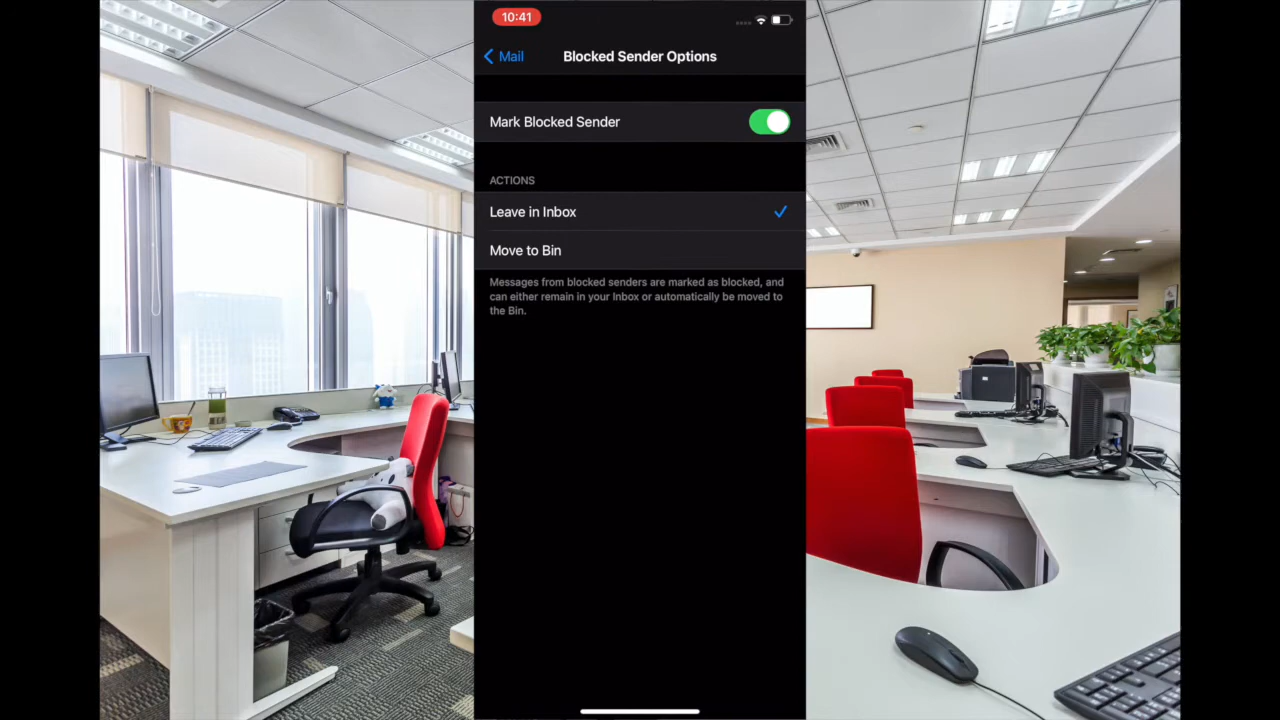 10:41
Mail
Blocked Sender Options
Mark Blocked Sender
ACTIONS
Leave in Inbox
Move to Bin
Messages from blocked senders are marked as blocked, and
can either remain in your Inbox or automatically be moved to
the Bin.